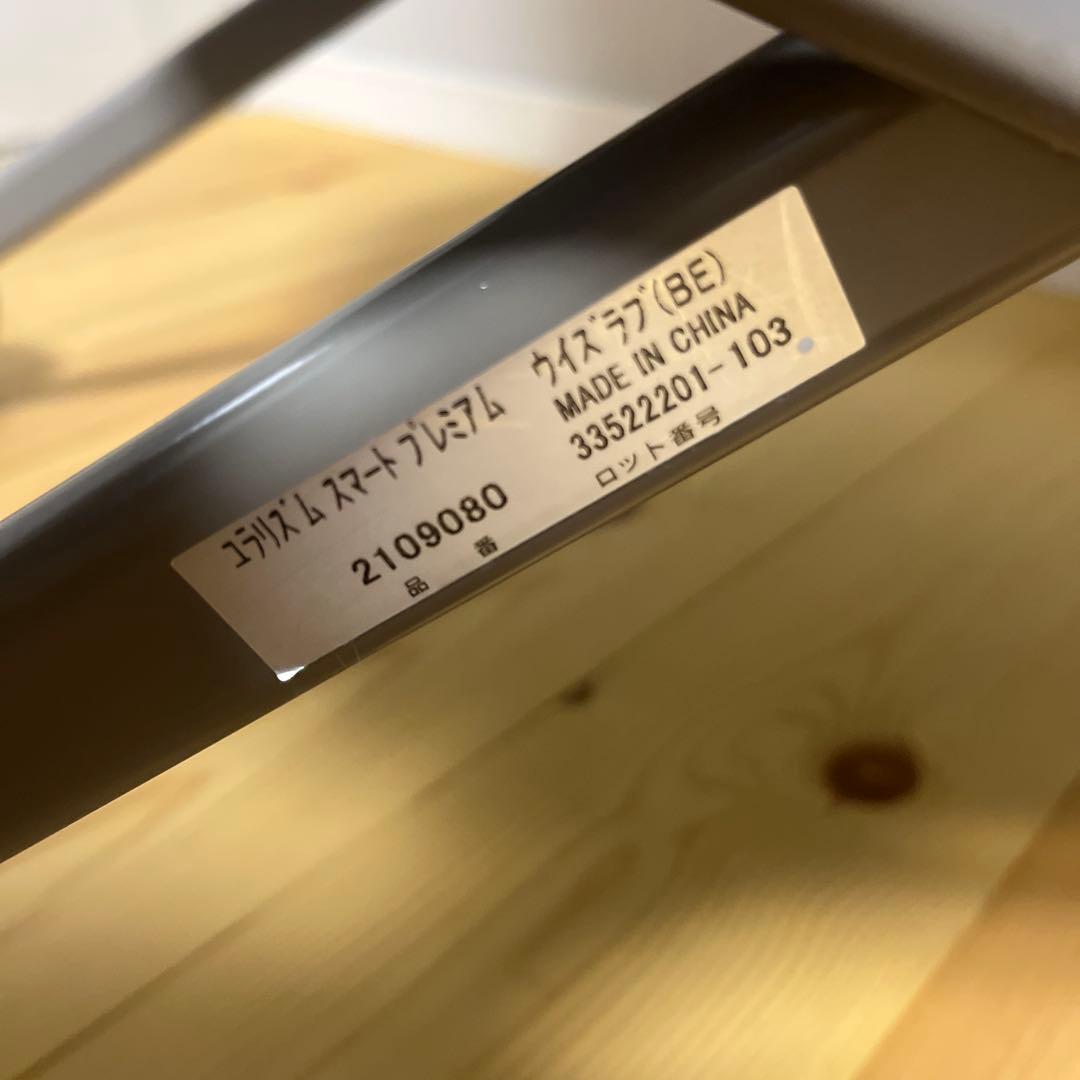 ユラリズム スマート プレミアム ウイズラブ(BE)
MADE IN CHINA
2109080 33522201-103
品番 ロット番号